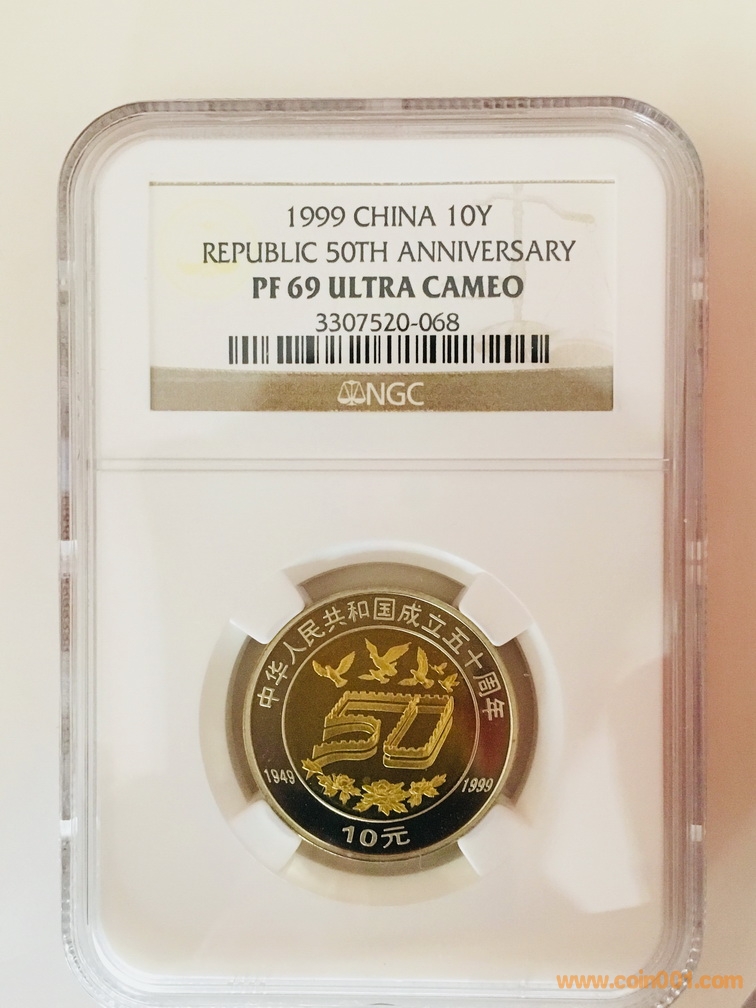 1999 CHINA 10Y
REPUBLIC 50TH ANNIVERSARY
PF 69 ULTRA CAMEO
3307520-068
NGC
中华人民共和国成立五十周年
50
1949
1999
10元
www.coin001.com